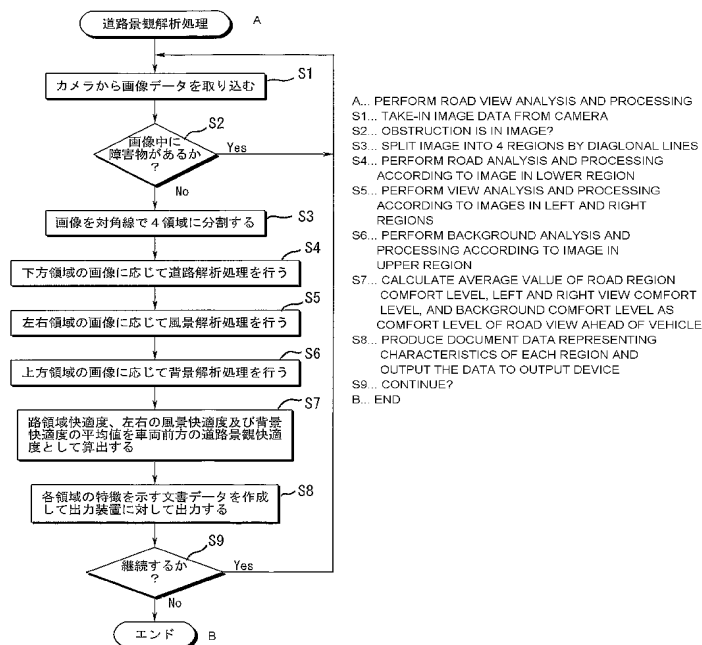 道路景観解析処理
A
S1
カメラから画像データを取り込む
S2
画像中に
障害物があるか
?
Yes
No
S3
画像を対角線で4領域に分割する
S4
下方領域の画像に応じて道路解析処理を行う
S5
左右領域の画像に応じて風景解析処理を行う
S6
上方領域の画像に応じて背景解析処理を行う
S7
路領域快適度、左右の風景快適度及び背景
快適度の平均値を車両前方の道路景観快適
度として算出する
S8
各領域の特徴を示す文書データを作成
して出力装置に対して出力する
S9
継続するか
?
Yes
No
エンド
B
A... PERFORM ROAD VIEW ANALYSIS AND PROCESSING
S1... TAKE-IN IMAGE DATA FROM CAMERA
S2... OBSTRUCTION IS IN IMAGE?
S3... SPLIT IMAGE INTO 4 REGIONS BY DIAGLONAL LINES
S4... PERFORM ROAD ANALYSIS AND PROCESSING
ACCORDING TO IMAGE IN LOWER REGION
S5... PERFORM VIEW ANALYSIS AND PROCESSING
ACCORDING TO IMAGES IN LEFT AND RIGHT
REGIONS
S6... PERFORM BACKGROUND ANALYSIS AND
PROCESSING ACCORDING TO IMAGE IN
UPPER REGION
S7... CALCULATE AVERAGE VALUE OF ROAD REGION
COMFORT LEVEL, LEFT AND RIGHT VIEW COMFORT
LEVEL, AND BACKGROUND COMFORT LEVEL AS
COMFORT LEVEL OF ROAD VIEW AHEAD OF VEHICLE
S8... PRODUCE DOCUMENT DATA REPRESENTING
CHARACTERISTICS OF EACH REGION AND
OUTPUT THE DATA TO OUTPUT DEVICE
S9... CONTINUE?
B... END